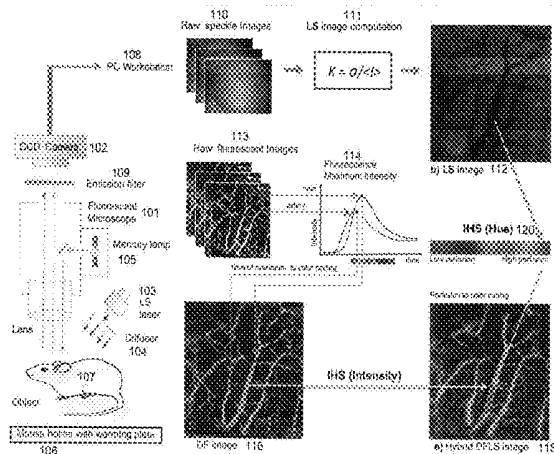 110
Raw speckle Images
111
LS image computation
108
PC Workstation
K = σ/<I>
CCD Camera
102
109
Emission filter
113
Raw fluorescent Images
114
Fluorescence
Maximum Intensity
b) LS image 112
Fluorescent
Microscope
101
Mercury lamp
105
Intensity
time
IHS (Hue) 120
Low perfusion
High perfusion
103
LS
laser
Lens
Diffuser
104
107
Object
IHS (Intensity)
Mouse holder with warming plate
106
DF image 116
e) Hybrid DFLS image